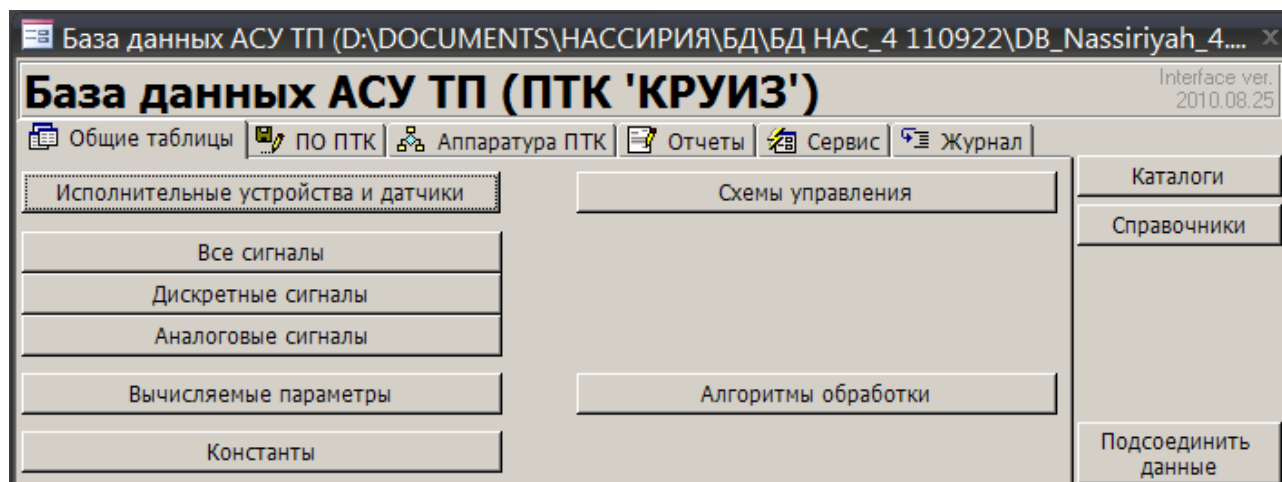 База данных АСУ ТП (D:\DOCUMENTS\НАССИРИЯ\БД\БД НАС_4 110922\DB_Nassiriyah_4....
База данных АСУ ТП (ПТК 'КРУИЗ')
Interface ver.
2010.08.25
Общие таблицы ПО ПТК Аппаратура ПТК Отчеты Сервис Журнал
Исполнительные устройства и датчики
Схемы управления
Каталоги
Справочники
Все сигналы
Дискретные сигналы
Аналоговые сигналы
Вычисляемые параметры
Алгоритмы обработки
Константы
Подсоединить
данные